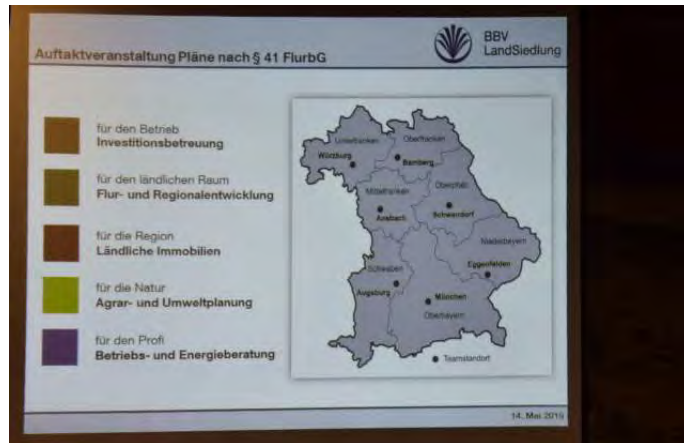 Auftaktveranstaltung Pläne nach § 41 FlurbG
BBV
LandSiedlung
für den Betrieb
Investitionsbetreuung
für den ländlichen Raum
Flur- und Regionalentwicklung
für die Region
Ländliche Immobilien
für die Natur
Agrar- und Umweltplanung
für den Profi
Betriebs- und Energieberatung
Unterfranken
Oberfranken
Würzburg
Bamberg
Mittelfranken
Oberpfalz
Ansbach
Schwandorf
Niederbayern
Eggenfelden
Schwaben
Augsburg
München
Oberbayern
Teamstandort
14. Mai 2019